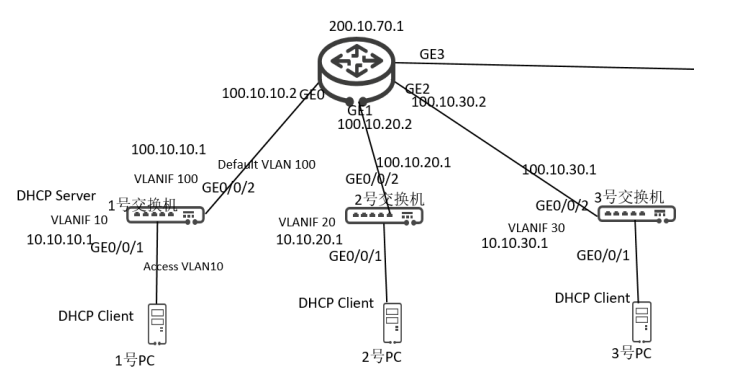 200.10.70.1
GE3
100.10.10.2
GE0
GE2
GE1
100.10.30.2
100.10.20.2
100.10.10.1
Default VLAN 100
100.10.20.1
100.10.30.1
VLANIF 100
GE0/0/2
GE0/0/2
GE0/0/2
DHCP Server
1号交换机
2号交换机
3号交换机
VLANIF 10
VLANIF 20
VLANIF 30
10.10.10.1
10.10.20.1
10.10.30.1
GE0/0/1
GE0/0/1
GE0/0/1
Access VLAN10
DHCP Client
DHCP Client
DHCP Client
1号PC
2号PC
3号PC